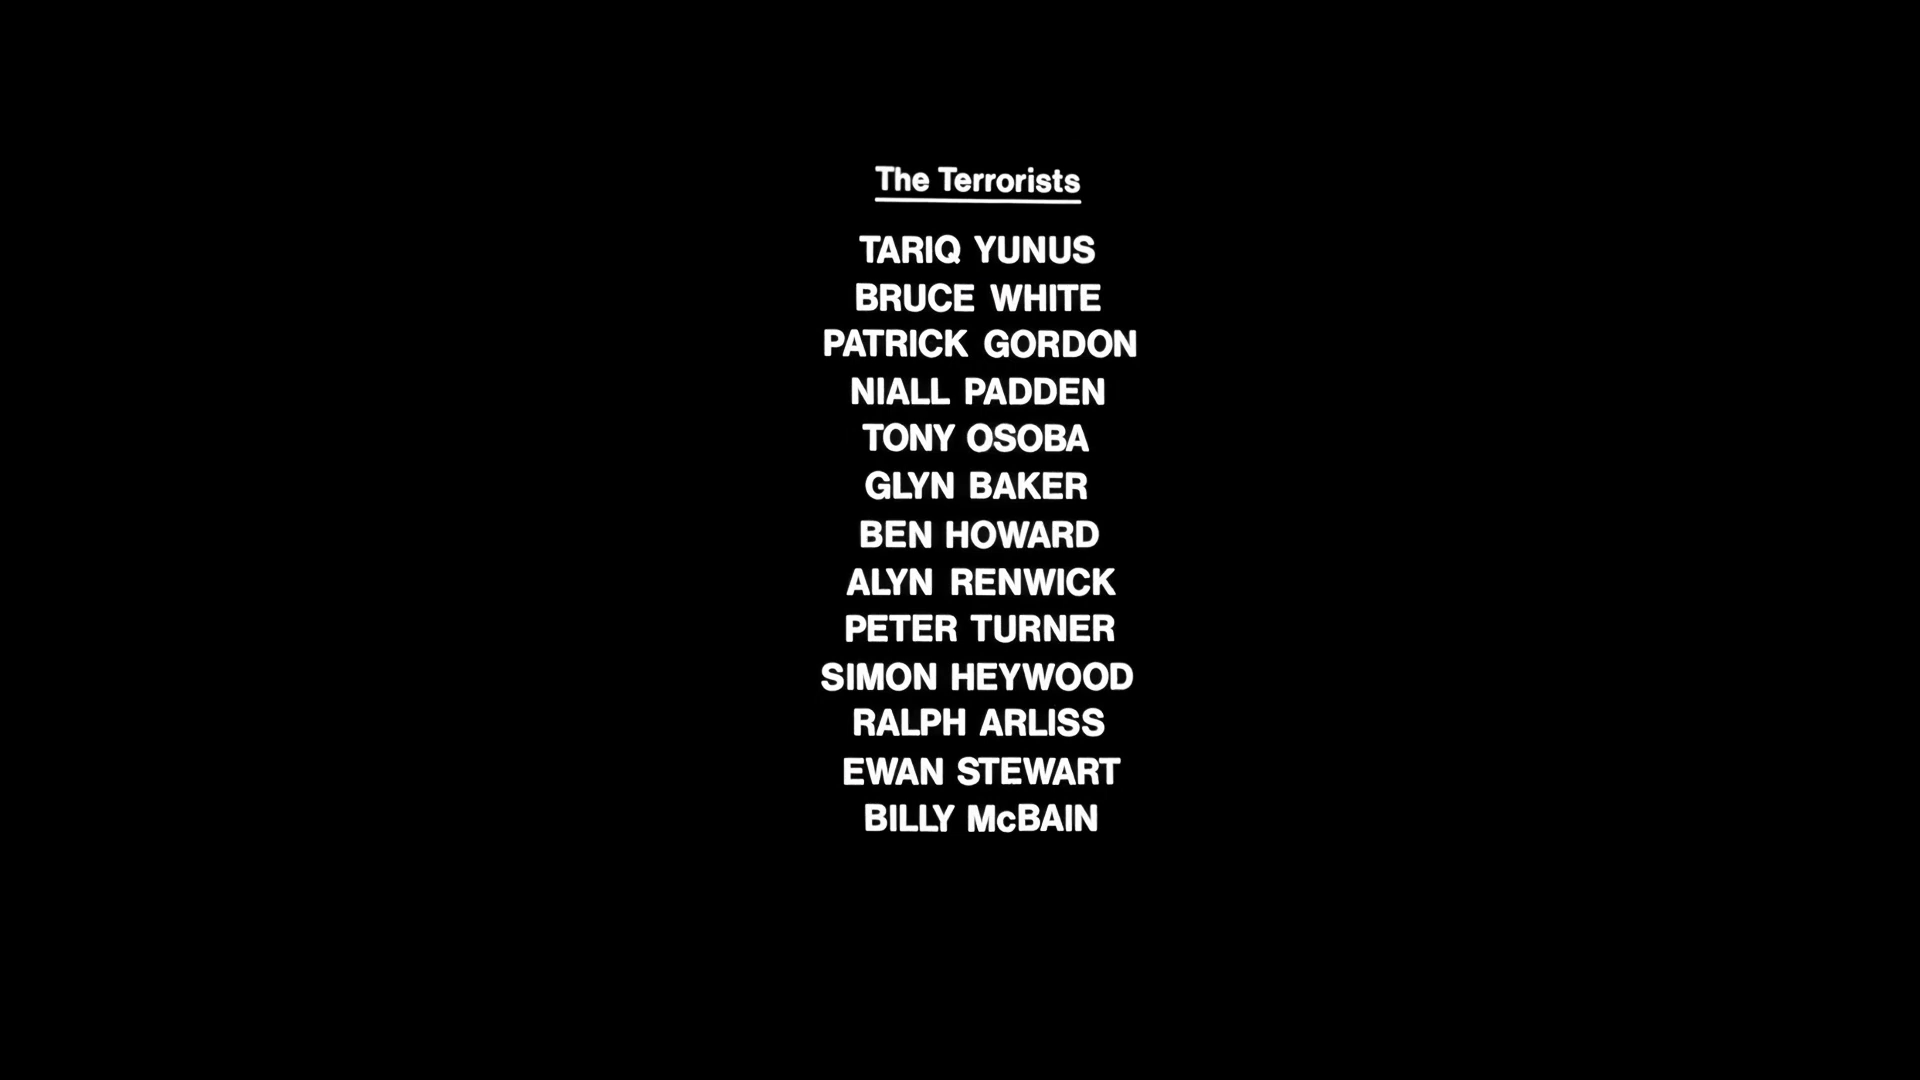 The Terrorists
TARIQ YUNUS
BRUCE WHITE
PATRICK GORDON
NIALL PADDEN
TONY OSOBA
GLYN BAKER
BEN HOWARD
ALYN RENWICK
PETER TURNER
SIMON HEYWOOD
RALPH ARLISS
EWAN STEWART
BILLY McBAIN